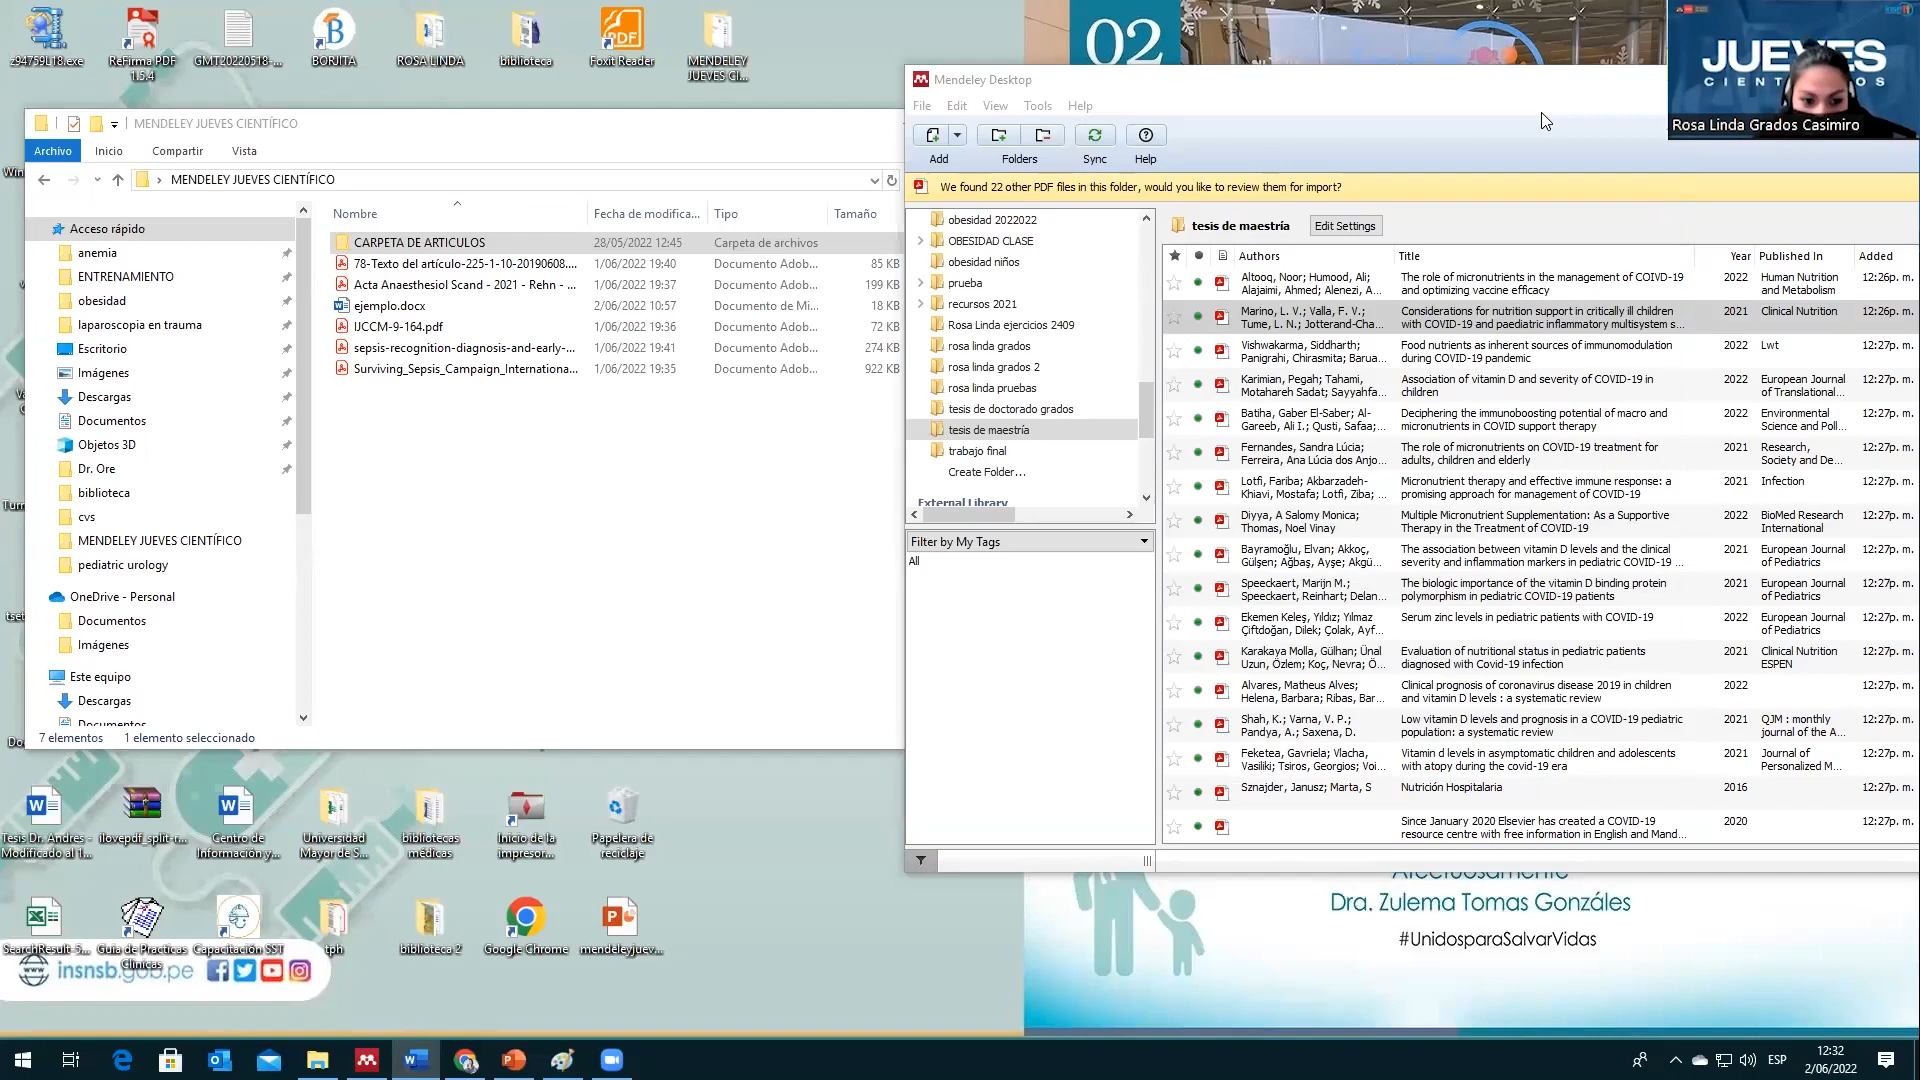 z94759L18.exe
ReFirma PDF
1.5.4
GMT20220518-...
BORJITA
ROSA LINDA
biblioteca
Foxit Reader
MENDELEY
JUEVES CI...
02
JUEVES
Rosa Linda Grados Casimiro
MENDELEY JUEVES CIENTÍFICO
Archivo
Inicio
Compartir
Vista
MENDELEY JUEVES CIENTÍFICO
Nombre
Fecha de modifica...
Tipo
Tamaño
CARPETA DE ARTICULOS
28/05/2022 12:45
Carpeta de archivos
78-Texto del artículo-225-1-10-20190608....
1/06/2022 19:40
Documento Adob...
85 KB
Acta Anaesthesiol Scand - 2021 - Rehn - ...
1/06/2022 19:37
Documento Adob...
199 KB
ejemplo.docx
2/06/2022 10:57
Documento de Mi...
18 KB
IJCCM-9-164.pdf
1/06/2022 19:36
Documento Adob...
72 KB
sepsis-recognition-diagnosis-and-early-...
1/06/2022 19:41
Documento Adob...
274 KB
Surviving_Sepsis_Campaign_Internationa...
1/06/2022 19:35
Documento Adob...
922 KB
Acceso rápido
anemia
ENTRENAMIENTO
obesidad
laparoscopia en trauma
Escritorio
Imágenes
Descargas
Documentos
Objetos 3D
Dr. Ore
biblioteca
cvs
MENDELEY JUEVES CIENTÍFICO
pediatric urology
OneDrive - Personal
Documentos
Imágenes
Este equipo
Descargas
Documentos
7 elementos
1 elemento seleccionado
Mendeley Desktop
File
Edit
View
Tools
Help
Add
Folders
Sync
Help
We found 22 other PDF files in this folder, would you like to review them for import?
obesidad 2022022
OBESIDAD CLASE
obesidad niños
prueba
recursos 2021
Rosa Linda ejercicios 2409
rosa linda grados
rosa linda grados 2
rosa linda pruebas
tesis de doctorado grados
tesis de maestría
trabajo final
Create Folder...
External Library
Filter by My Tags
All
tesis de maestría
Edit Settings
Authors
Title
Year
Published In
Added
Altooq, Noor; Humood, Ali;
Alajaimi, Ahmed; Alenezi, A...
The role of micronutrients in the management of COIVD-19
and optimizing vaccine efficacy
2022
Human Nutrition
and Metabolism
12:26p. m.
Marino, L. V.; Valla, F. V.;
Tume, L. N.; Jotterand-Cha...
Considerations for nutrition support in critically ill children
with COVID-19 and paediatric inflammatory multisystem s...
2021
Clinical Nutrition
12:26p. m.
Vishwakarma, Siddharth;
Panigrahi, Chirasmita; Barua...
Food nutrients as inherent sources of immunomodulation
during COVID-19 pandemic
2022
Lwt
12:27p. m.
Karimian, Pegah; Tahami,
Motahareh Sadat; Sayyahfa...
Association of vitamin D and severity of COVID-19 in
children
2022
European Journal
of Translational...
12:27p. m.
Batiha, Gaber El-Saber; Al-
Gareeb, Ali I.; Qusti, Safaa;...
Deciphering the immunoboosting potential of macro and
micronutrients in COVID support therapy
2022
Environmental
Science and Poll...
12:27p. m.
Fernandes, Sandra Lúcia;
Ferreira, Ana Lúcia dos Anjo...
The role of micronutrients on COVID-19 treatment for
adults, children and elderly
2021
Research,
Society and De...
12:27p. m.
Lotfi, Fariba; Akbarzadeh-
Khiavi, Mostafa; Lotfi, Ziba; ...
Micronutrient therapy and effective immune response: a
promising approach for management of COVID-19
2021
Infection
12:27p. m.
Diyya, A Salomy Monica;
Thomas, Noel Vinay
Multiple Micronutrient Supplementation: As a Supportive
Therapy in the Treatment of COVID-19
2022
BioMed Research
International
12:27p. m.
Bayramoğlu, Elvan; Akkoç,
Gülşen; Ağbaş, Ayşe; Akgü...
The association between vitamin D levels and the clinical
severity and inflammation markers in pediatric COVID-19 ...
2021
European Journal
of Pediatrics
12:27p. m.
Speeckaert, Marijn M.;
Speeckaert, Reinhart; Delan...
The biologic importance of the vitamin D binding protein
polymorphism in pediatric COVID-19 patients
2021
European Journal
of Pediatrics
12:27p. m.
Ekemen Keleş, Yıldız; Yılmaz
Çiftdoğan, Dilek; Çolak, Ayf...
Serum zinc levels in pediatric patients with COVID-19
2022
European Journal
of Pediatrics
12:27p. m.
Karakaya Molla, Gülhan; Ünal
Uzun, Özlem; Koç, Nevra; Ö...
Evaluation of nutritional status in pediatric patients
diagnosed with Covid-19 infection
2021
Clinical Nutrition
ESPEN
12:27p. m.
Alvares, Matheus Alves;
Helena, Barbara; Ribas, Bar...
Clinical prognosis of coronavirus disease 2019 in children
and vitamin D levels : a systematic review
2022
12:27p. m.
Shah, K.; Varna, V. P.;
Pandya, A.; Saxena, D.
Low vitamin D levels and prognosis in a COVID-19 pediatric
population: a systematic review
2021
QJM : monthly
journal of the A...
12:27p. m.
Feketea, Gavriela; Vlacha,
Vasiliki; Tsiros, Georgios; Voi...
Vitamin d levels in asymptomatic children and adolescents
with atopy during the covid-19 era
2021
Journal of
Personalized M...
12:27p. m.
Sznajder, Janusz; Marta, S
Nutrición Hospitalaria
2016
12:27p. m.
Since January 2020 Elsevier has created a COVID-19
resource centre with free information in English and Mand...
2020
12:27p. m.
Tesis Dr. Andres -
Modificado al 1...
ilovepdf_split-r...
Centro de
Información y...
Universidad
Mayor de S...
bibliotecas
médicas
Inicio de la
impresor...
Papelera de
reciclaje
SearchResult-5...
Guia de Practicas
Clinicas
Capacitación SST
tph
biblioteca 2
Google Chrome
mendeleyjuev...
insnsb.gob.pe
Afectuosamente
Dra. Zulema Tomas Gonzáles
#UnidosparaSalvarVidas
ESP
12:32
2/06/2022